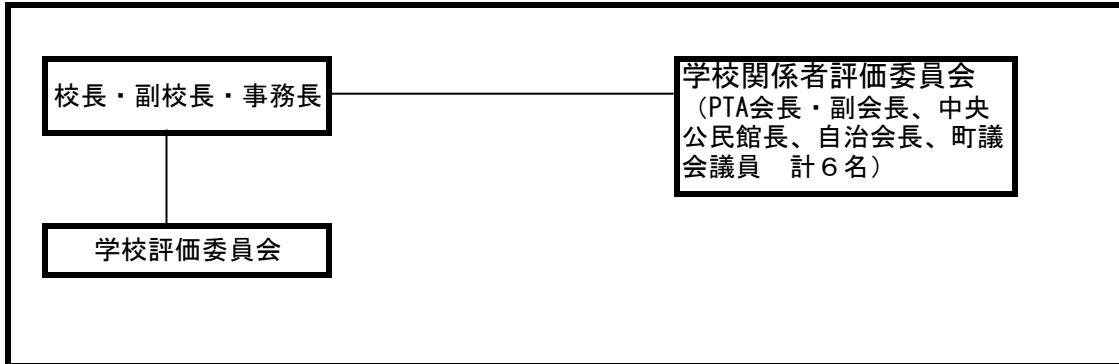 校長・副校長・事務長
学校関係者評価委員会
（PTA会長・副会長、中央
公民館長、自治会長、町議
会議員　計６名）
学校評価委員会